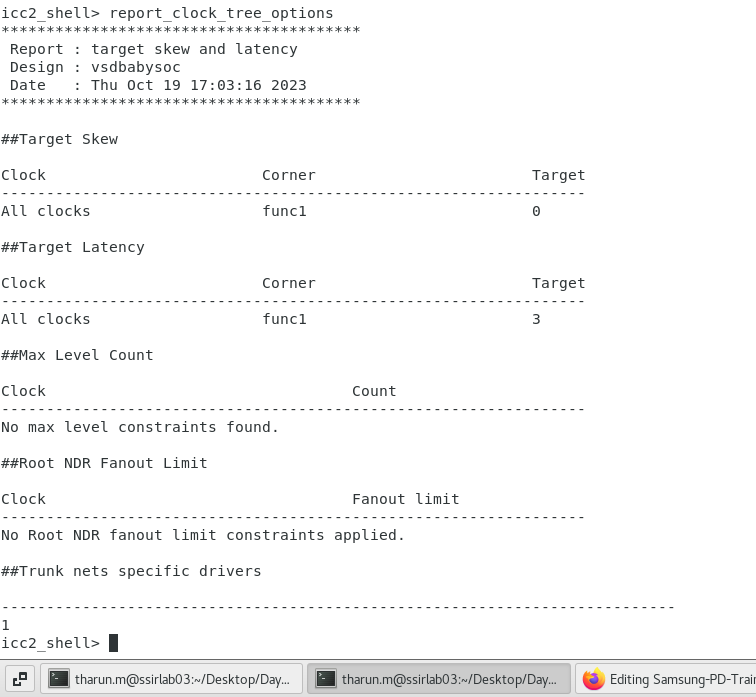 icc2_shell> report_clock_tree_options
****************************************
 Report : target skew and latency
 Design : vsdbabysoc
 Date   : Thu Oct 19 17:03:16 2023
****************************************
##Target Skew
Clock                        Corner                        Target
-----------------------------------------------------------------
All clocks                   func1                         0
##Target Latency
Clock                        Corner                        Target
-----------------------------------------------------------------
All clocks                   func1                         3
##Max Level Count
Clock                                  Count
-----------------------------------------------------------------
No max level constraints found.
##Root NDR Fanout Limit
Clock                                  Fanout limit
-----------------------------------------------------------------
No Root NDR fanout limit constraints applied.
##Trunk nets specific drivers
---------------------------------------------------------------------------
1
icc2_shell>
tharun.m@ssirlab03:~/Desktop/Day... tharun.m@ssirlab03:~/Desktop/Day... Editing Samsung-PD-Trai